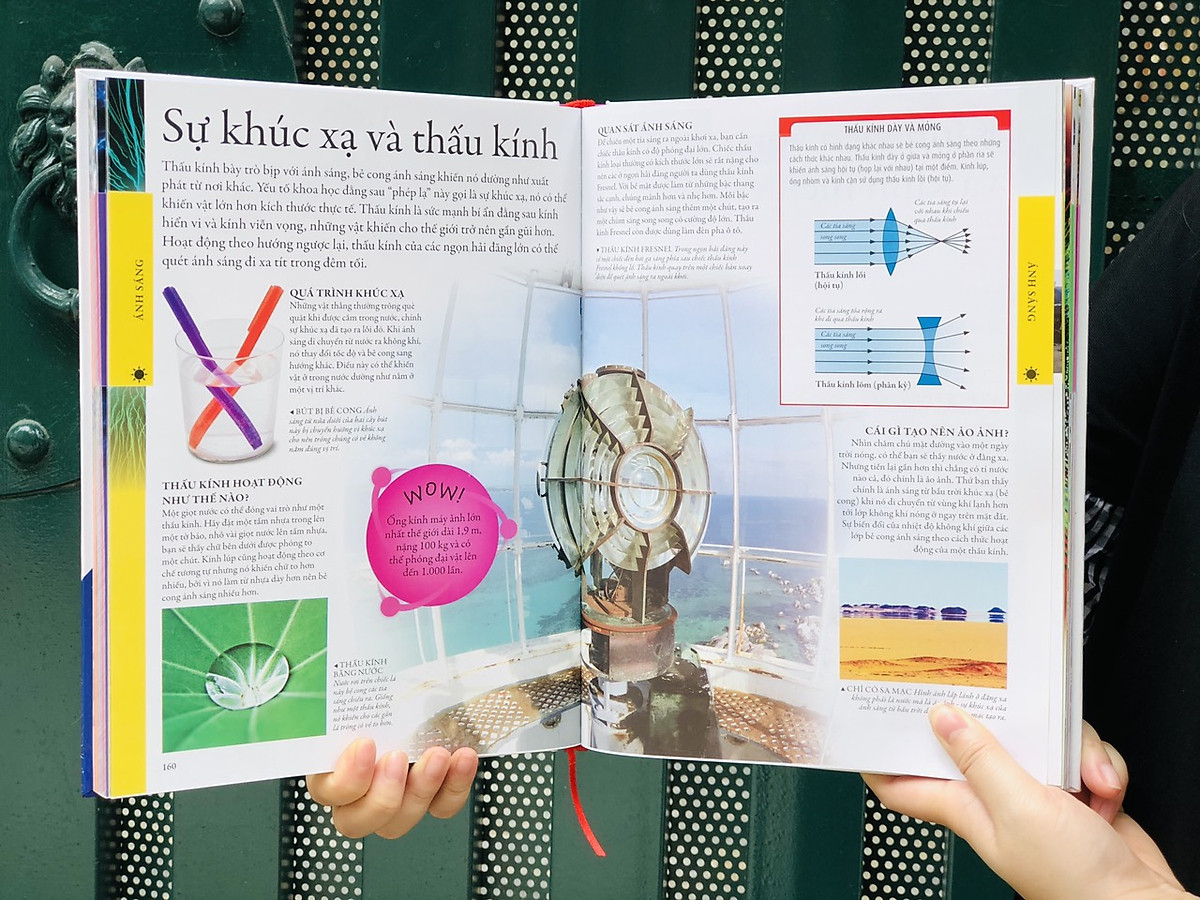 Sự khúc xạ và thấu kính
Thấu kính bày trò bịp với ánh sáng, bẻ cong ánh sáng khiến nó dường như xuất
phát từ nơi khác. Yếu tố khoa học đằng sau “phép lạ” này gọi là sự khúc xạ, nó có thể
khiến vật lớn hơn kích thước thực tế. Thấu kính là sức mạnh bí ẩn đằng sau kính
hiển vi và kính viễn vọng, những vật khiến cho thế giới trở nên gần gũi hơn.
Hoạt động theo hướng ngược lại, thấu kính của các ngọn hải đăng lớn có thể
quét ánh sáng đi xa tít trong đêm tối.
ÁNH SÁNG
QUÁ TRÌNH KHÚC XẠ
Những vật thẳng thường trông què
quặt khi được cắm trong nước, chính
sự khúc xạ đã tạo ra lỗi đó. Khi ánh
sáng di chuyển từ nước ra không khí,
nó thay đổi tốc độ và bẻ cong sang
hướng khác. Điều này có thể khiến
vật ở trong nước dường như nằm ở
một vị trí khác.
◄ BÚT BỊ BẺ CONG Ánh
sáng từ nửa dưới của hai cây bút
này bị chuyển hướng vì khúc xạ
cho nên trông chúng có vẻ không
nằm đúng vị trí.
THẤU KÍNH HOẠT ĐỘNG
NHƯ THẾ NÀO?
Một giọt nước có thể đóng vai trò như một
thấu kính. Hãy đặt một tấm nhựa trong lên
một tờ báo, nhỏ vài giọt nước lên tấm nhựa,
bạn sẽ thấy chữ bên dưới được phóng to
một chút. Kính lúp cũng hoạt động theo cơ
chế tương tự nhưng nó khiến chữ to hơn
nhiều, bởi vì nó làm từ nhựa dày hơn nên bẻ
cong ánh sáng nhiều hơn.
WOW!
Ống kính máy ảnh lớn
nhất thế giới dài 1,9 m,
nặng 100 kg và có
thể phóng đại vật lên
đến 1.000 lần.
◄ THẤU KÍNH
BẰNG NƯỚC
Nước rơi trên chiếc lá
này bẻ cong các tia
sáng chiếu ra. Giống
như một thấu kính,
nó khiến cho các gân
lá trông có vẻ to hơn.
160
QUAN SÁT ÁNH SÁNG
Để chiếu một tia sáng ra ngoài khơi xa, bạn cần
chiếc thấu kính có độ phóng đại lớn. Chiếc thấu
kính loại thường có kích thước lớn sẽ rất nặng cho
nên các ở ngọn hải đăng người ta dùng thấu kính
Fresnel. Với bề mặt được làm từ những bậc thang
sắc cạnh, chúng mảnh hơn và nhẹ hơn. Mỗi bậc
như vậy sẽ bẻ cong ánh sáng thêm một chút, tạo ra
một chùm sáng song song có cường độ lớn. Thấu
kính Fresnel còn được dùng làm đèn pha ô tô.
▼ THẤU KÍNH FRESNEL Trong ngọn hải đăng này
có một chiếc đèn hơi ga sáng phía sau chiếc thấu kính
Fresnel khổng lồ. Thấu kính quay trên một chiếc bàn xoay
điện để quét ánh sáng ra ngoài khơi.
THẤU KÍNH DÀY VÀ MỎNG
Thấu kính có hình dạng khác nhau sẽ bẻ cong ánh sáng theo những
cách thức khác nhau. Thấu kính dày ở giữa và mỏng ở phần rìa sẽ
khiến ánh sáng hội tụ (họp lại với nhau) tại một điểm. Kính lúp,
ống nhòm và kính cận sử dụng thấu kính lồi (hội tụ).
Các tia sáng tụ lại
với nhau khi chiếu
qua thấu kính
Các tia sáng
song song
Thấu kính lồi
(hội tụ)
Các tia sáng tỏa rộng ra
khi đi qua thấu kính
Các tia sáng
song song
Thấu kính lõm (phân kỳ)
ÁNH SÁNG
CÁI GÌ TẠO NÊN ẢO ẢNH?
Nhìn chăm chú mặt đường vào một ngày
trời nóng, có thể bạn sẽ thấy nước ở đằng xa.
Nhưng tiến lại gần hơn thì chẳng có tí nước
nào cả, đó chính là ảo ảnh. Thứ bạn thấy
chính là ánh sáng từ bầu trời khúc xạ (bẻ
cong) khi nó di chuyển từ vùng khí lạnh hơn
tới lớp không khí nóng ở ngay trên mặt đất.
Sự biến đổi của nhiệt độ không khí giữa các
lớp bẻ cong ánh sáng theo cách thức hoạt
động của một thấu kính.
▲ CHỈ CÓ SA MẠC Hình ảnh lấp lánh ở đằng xa
không phải là nước mà là sự khúc xạ của
ánh sáng từ bầu trời mạc tạo ra.